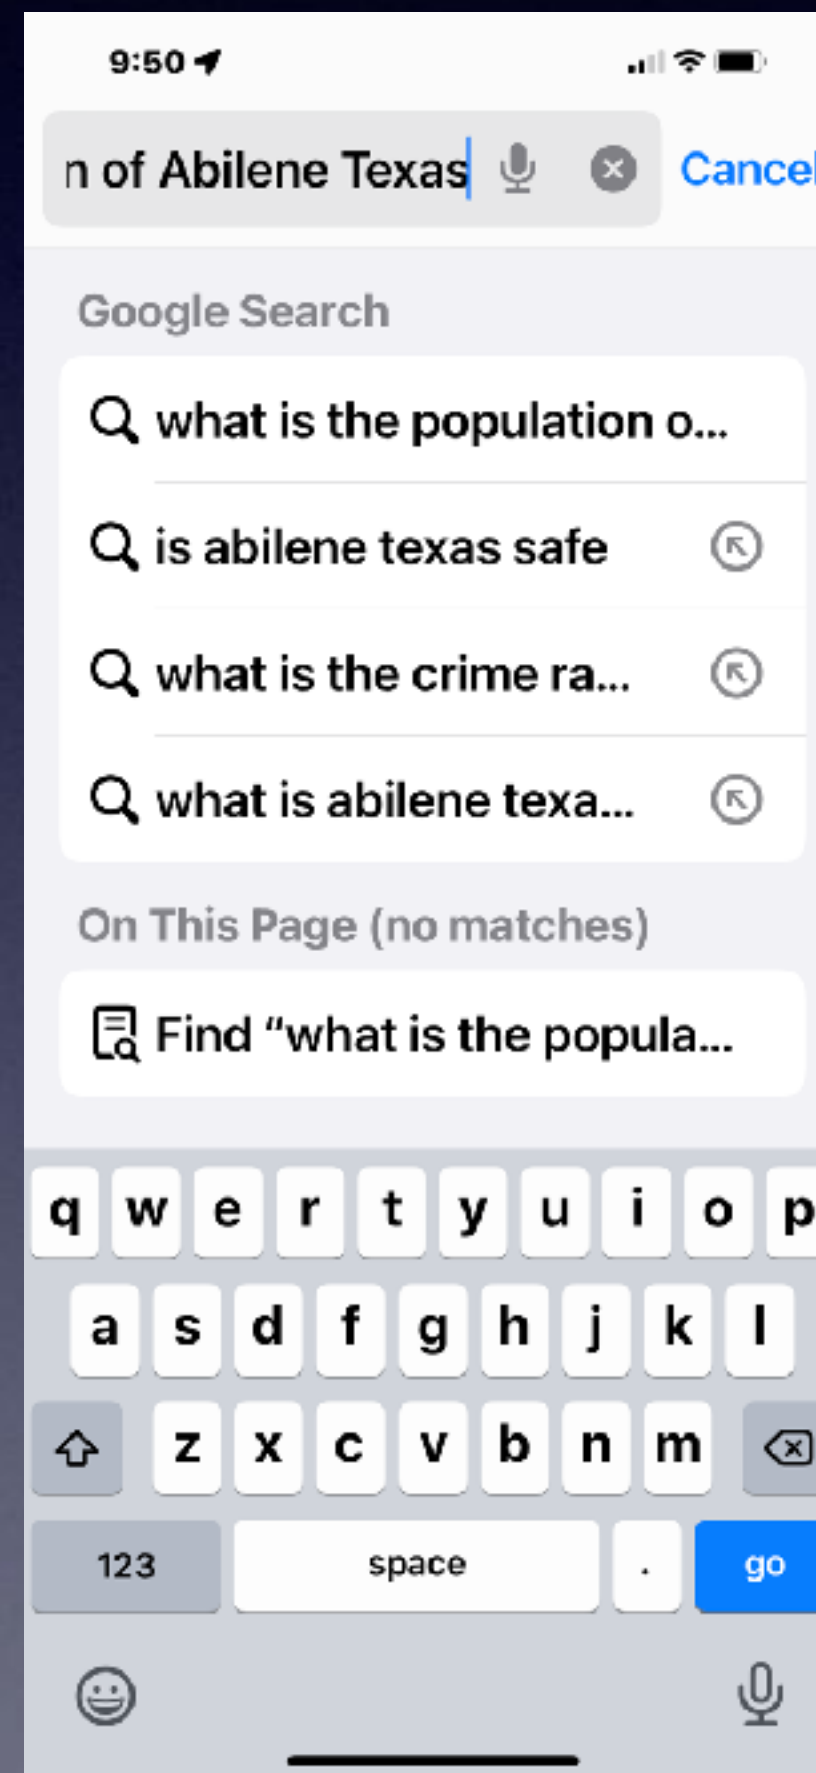 9:50
n of Abilene Texas Cancel
Google Search
what is the population o...
is abilene texas safe
what is the crime ra...
what is abilene texa...
On This Page (no matches)
Find “what is the popula...
q w e r t y u i o p
a s d f g h j k l
z x c v b n m
123 space . go